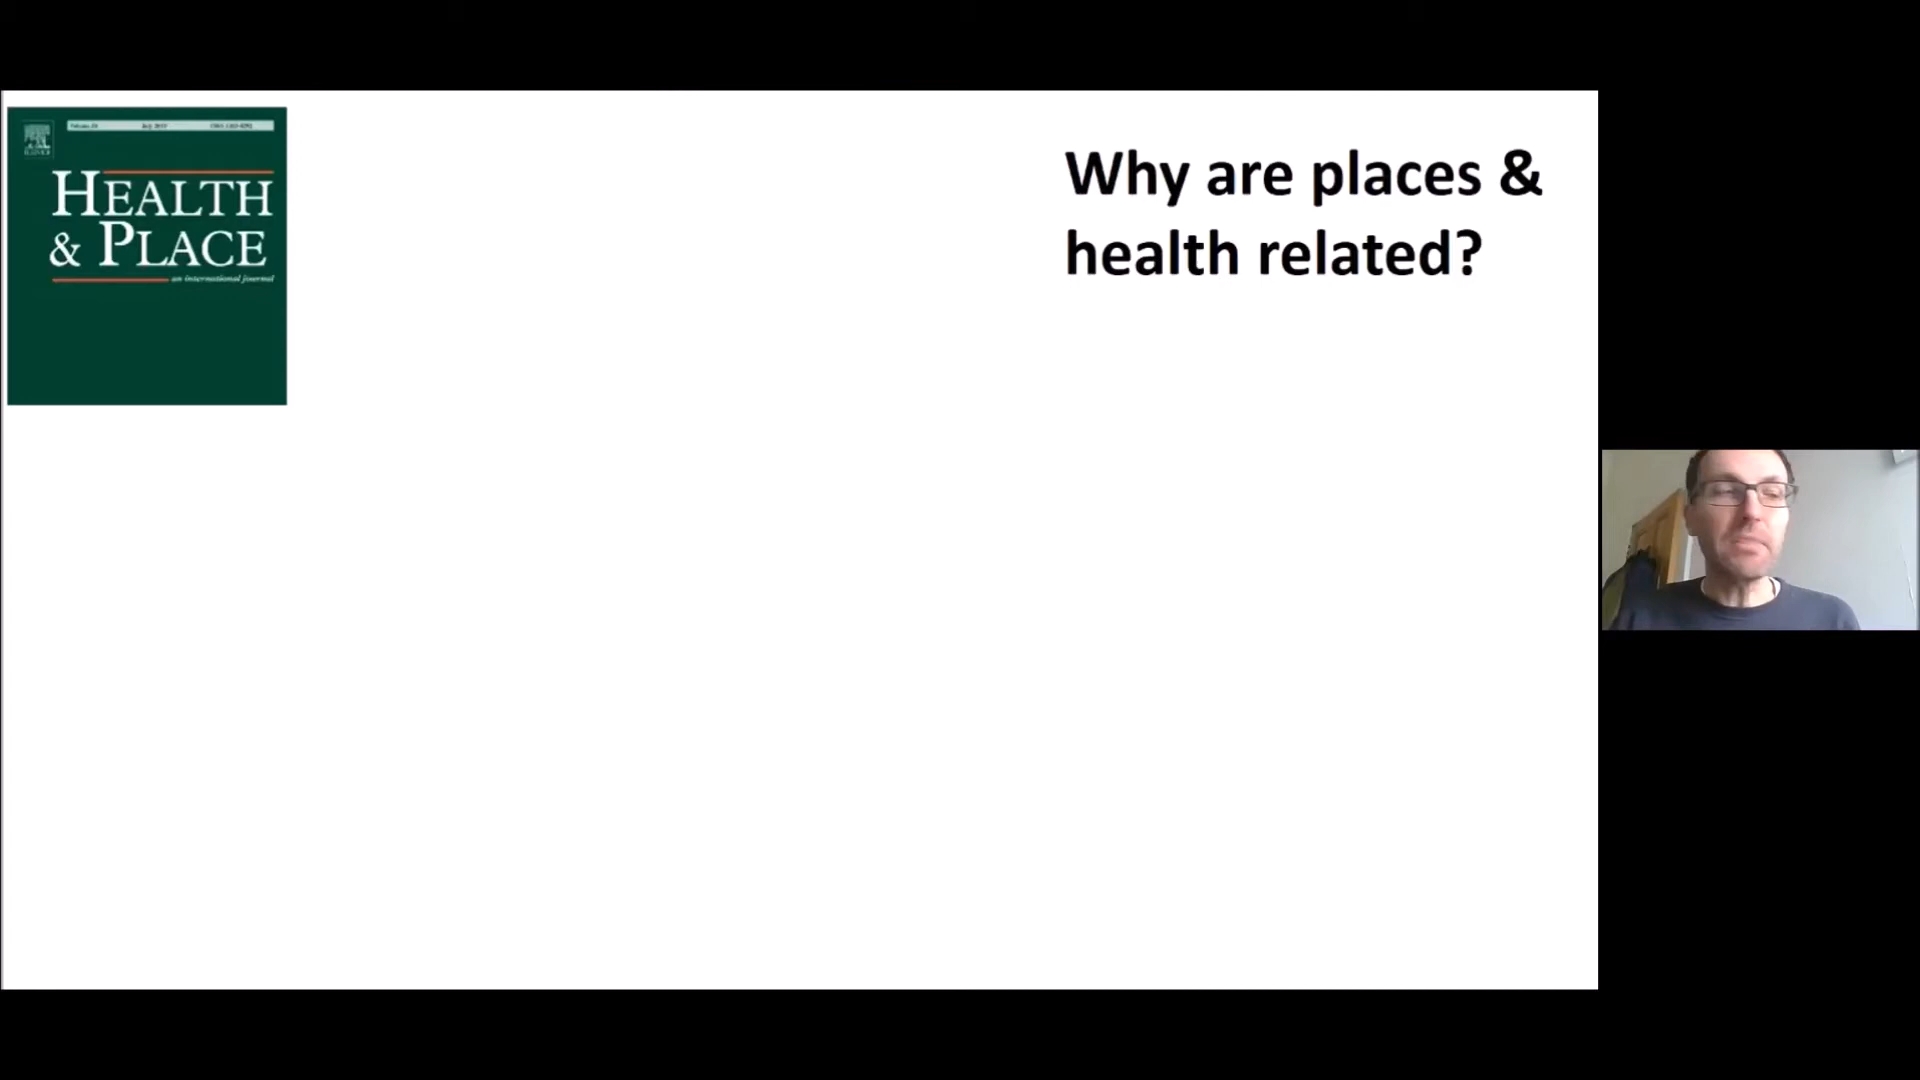 HEALTH
& PLACE
an international journal
Why are places &
health related?